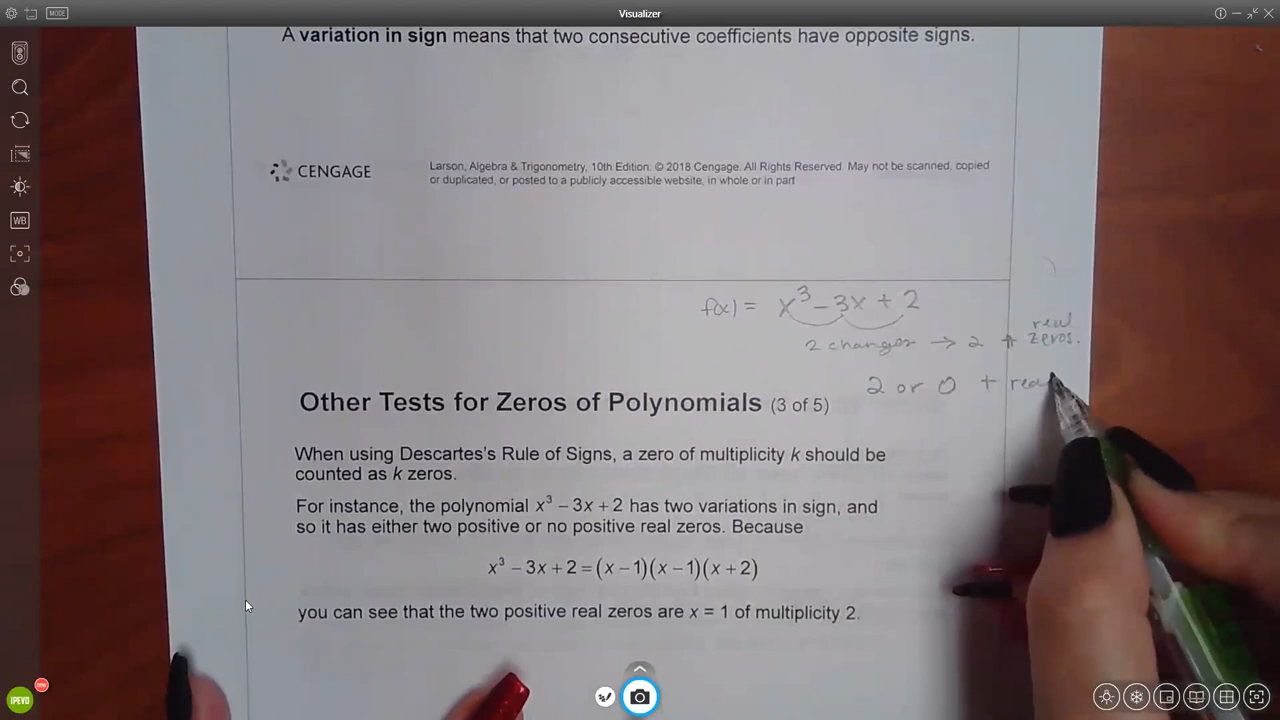 MODE
Visualizer
A variation in sign means that two consecutive coefficients have opposite signs.
CENGAGE
Larson, Algebra & Trigonometry, 10th Edition. © 2018 Cengage. All Rights Reserved. May not be scanned, copied
or duplicated, or posted to a publicly accessible website, in whole or in part
f(x) = x³ - 3x + 2
real
2 changes → 2 + zeros.
2 or 0 + rea
Other Tests for Zeros of Polynomials (3 of 5)
When using Descartes's Rule of Signs, a zero of multiplicity k should be
counted as k zeros.
For instance, the polynomial x³ − 3x + 2 has two variations in sign, and
so it has either two positive or no positive real zeros. Because
x³ − 3x + 2 = (x − 1)(x − 1)(x + 2)
you can see that the two positive real zeros are x = 1 of multiplicity 2.
WB
IPEVO
new